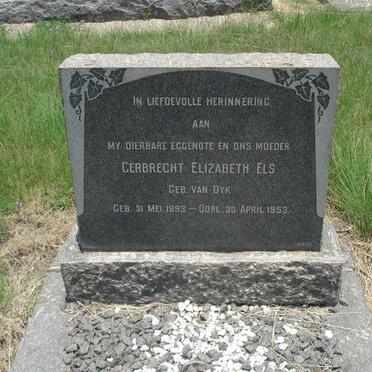 IN LIEFDEVOLLE HERINNERING
AAN
MY DIERBARE EGGENOTE EN ONS MOEDER
GERBRECHT ELIZABETH ELS
GEB. VAN DYK
GEB. 31 MEI 1893 — OORL. 30 APRIL 1953.